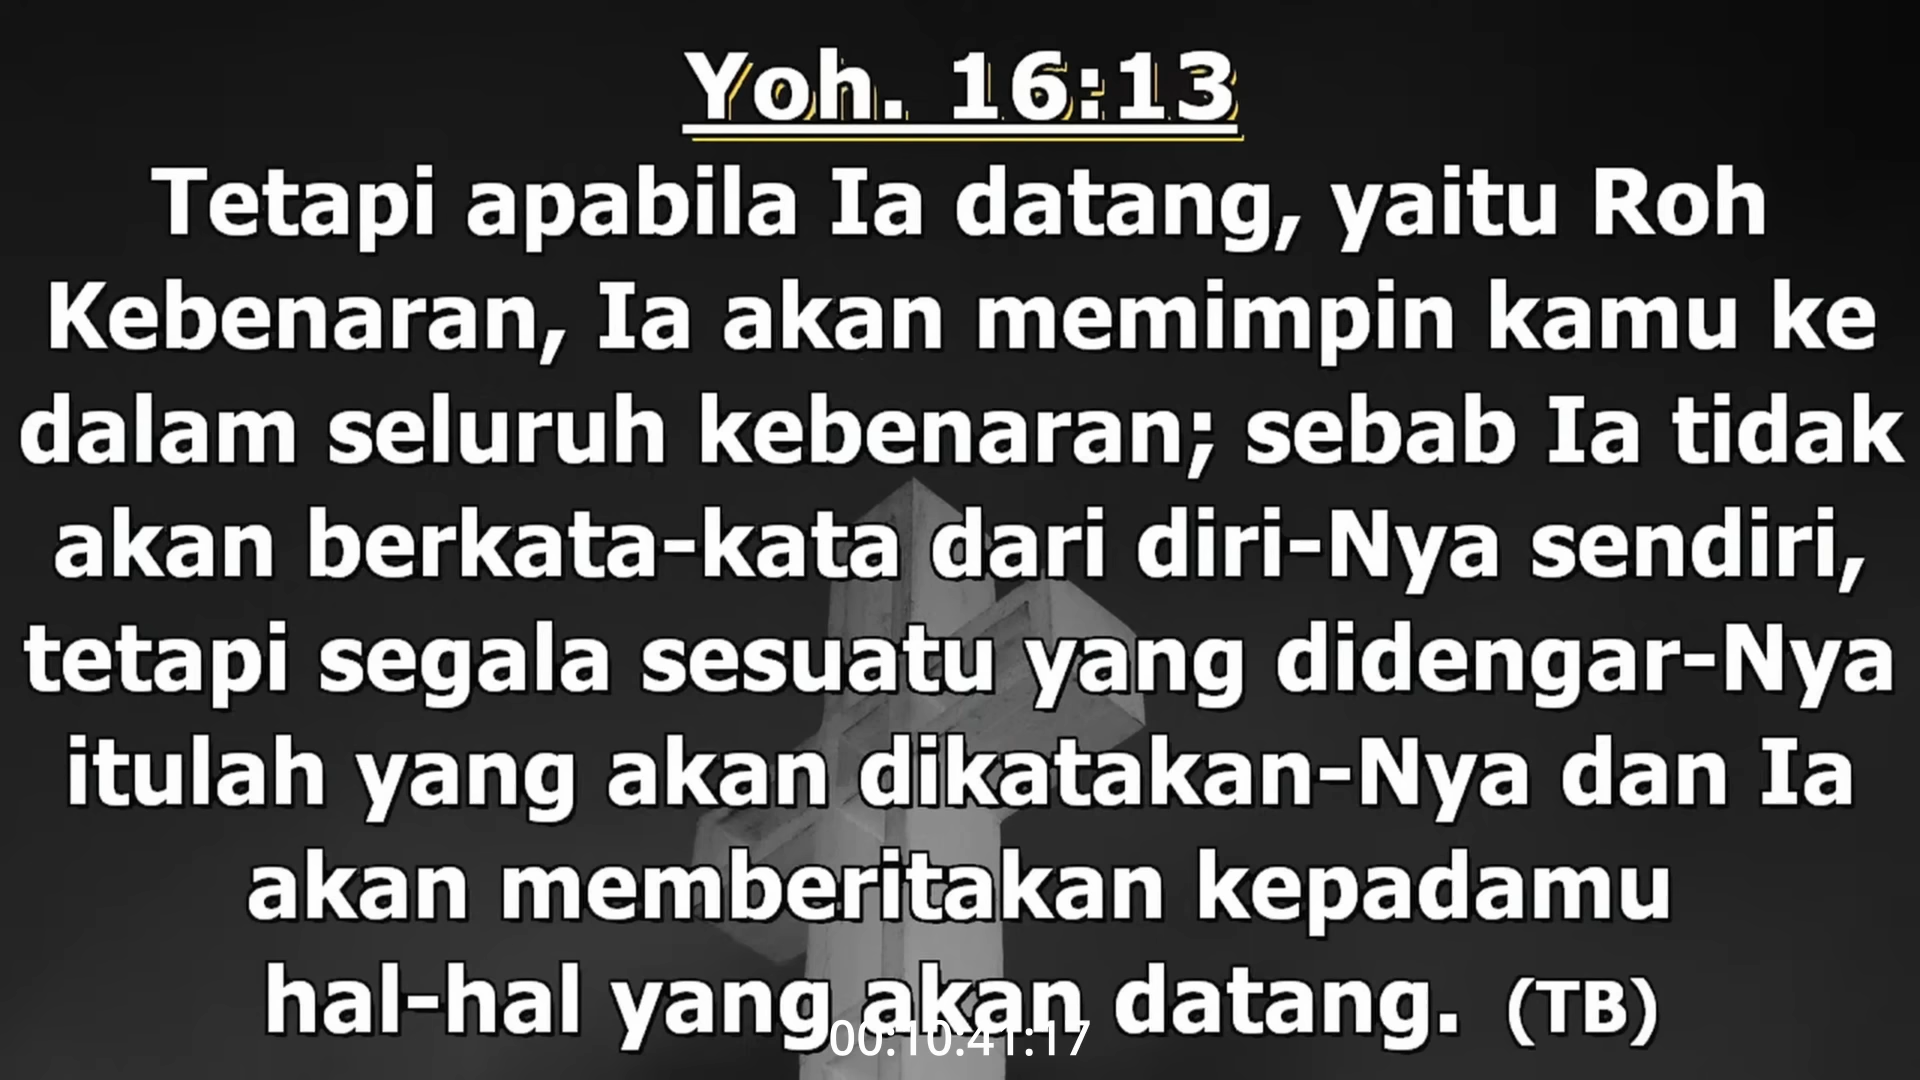 Yoh. 16:13
Tetapi apabila Ia datang, yaitu Roh
Kebenaran, Ia akan memimpin kamu ke
dalam seluruh kebenaran; sebab Ia tidak
akan berkata-kata dari diri-Nya sendiri,
tetapi segala sesuatu yang didengar-Nya
itulah yang akan dikatakan-Nya dan Ia
akan memberitakan kepadamu
hal-hal yang akan datang. (TB)
00:10:41:17